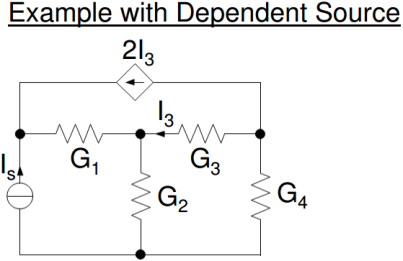 Example with Dependent Source
2I₃
I₃
G₁
G₃
Iₛ
G₂
G₄